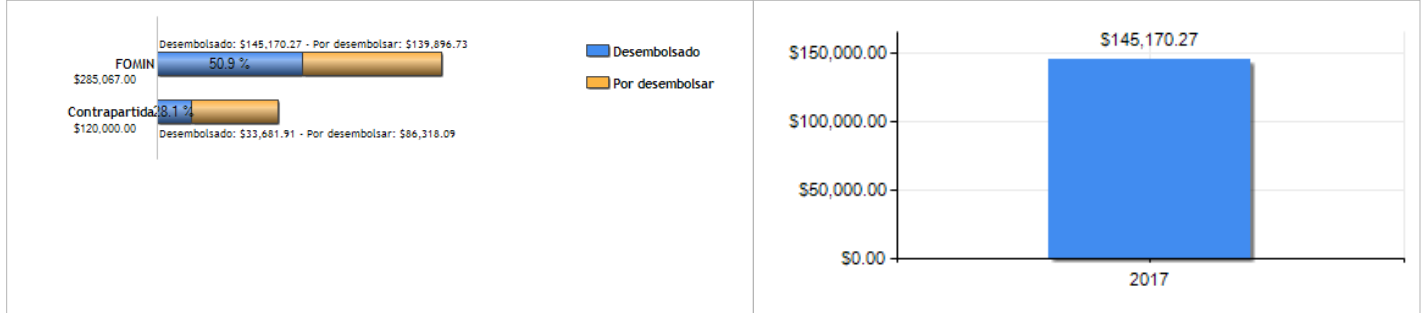 Desembolsado: $145,170.27 - Por desembolsar: $139,896.73
FOMIN
50.9 %
$285,067.00
Contrapartida
28.1 %
$120,000.00
Desembolsado: $33,681.91 - Por desembolsar: $86,318.09
Desembolsado
Por desembolsar
$145,170.27
$150,000.00
$100,000.00
$50,000.00
$0.00
2017